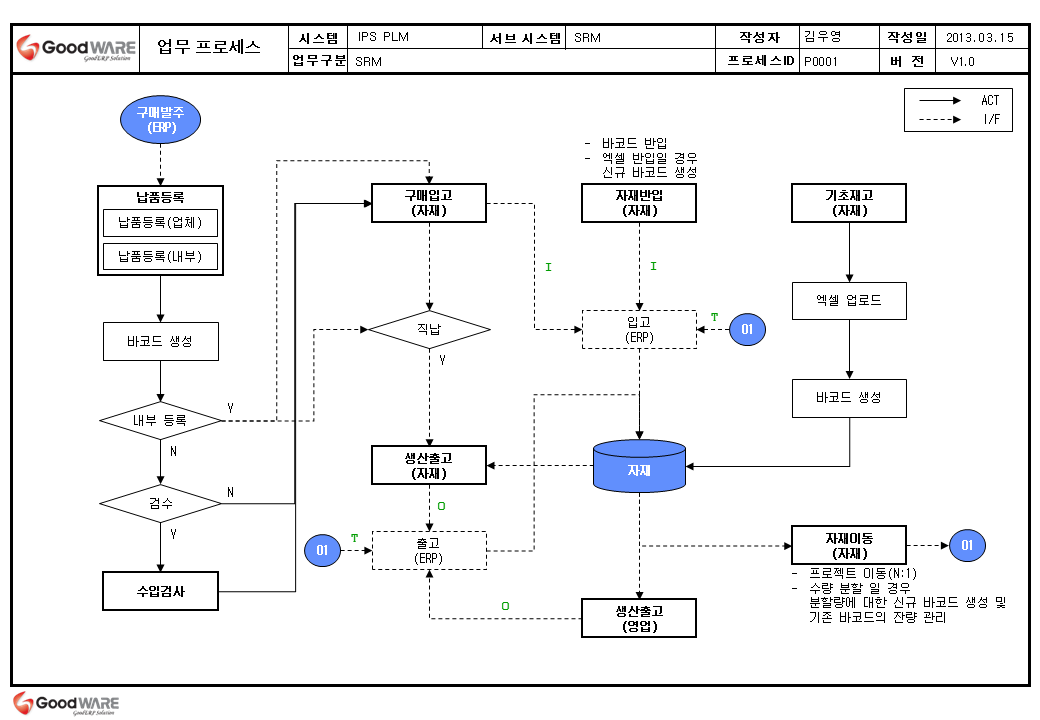 GoodWARE
GoodERP Solution
업무 프로세스
시스템
IPS PLM
서브 시스템
SRM
작성자
김우영
작성일
2013.03.15
업무구분
SRM
프로세스ID
P0001
버 전
V1.0
ACT
I/F
구매발주
(ERP)
납품등록
납품등록(업체)
납품등록(내부)
바코드 생성
내부 등록
Y
N
검수
N
Y
수입검사
구매입고
(자재)
직납
Y
생산출고
(자재)
O
출고
(ERP)
01
T
O
- 바코드 반입
- 엑셀 반입일 경우
신규 바코드 생성
자재반입
(자재)
I
I
입고
(ERP)
T
01
자재
생산출고
(영업)
기초재고
(자재)
엑셀 업로드
바코드 생성
자재이동
(자재)
01
- 프로젝트 이동(N:1)
- 수량 분할 일 경우
분할량에 대한 신규 바코드 생성 및
기존 바코드의 잔량 관리
GoodWARE
GoodERP Solution